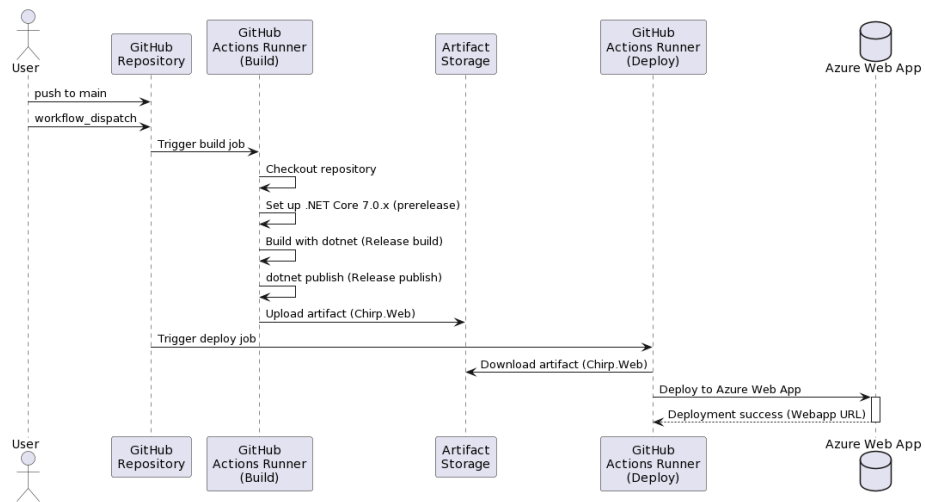 User
GitHub
Repository
GitHub
Actions Runner
(Build)
Artifact
Storage
GitHub
Actions Runner
(Deploy)
Azure Web App
push to main
workflow_dispatch
Trigger build job
Checkout repository
Set up .NET Core 7.0.x (prerelease)
Build with dotnet (Release build)
dotnet publish (Release publish)
Upload artifact (Chirp.Web)
Trigger deploy job
Download artifact (Chirp.Web)
Deploy to Azure Web App
Deployment success (Webapp URL)
User
GitHub
Repository
GitHub
Actions Runner
(Build)
Artifact
Storage
GitHub
Actions Runner
(Deploy)
Azure Web App